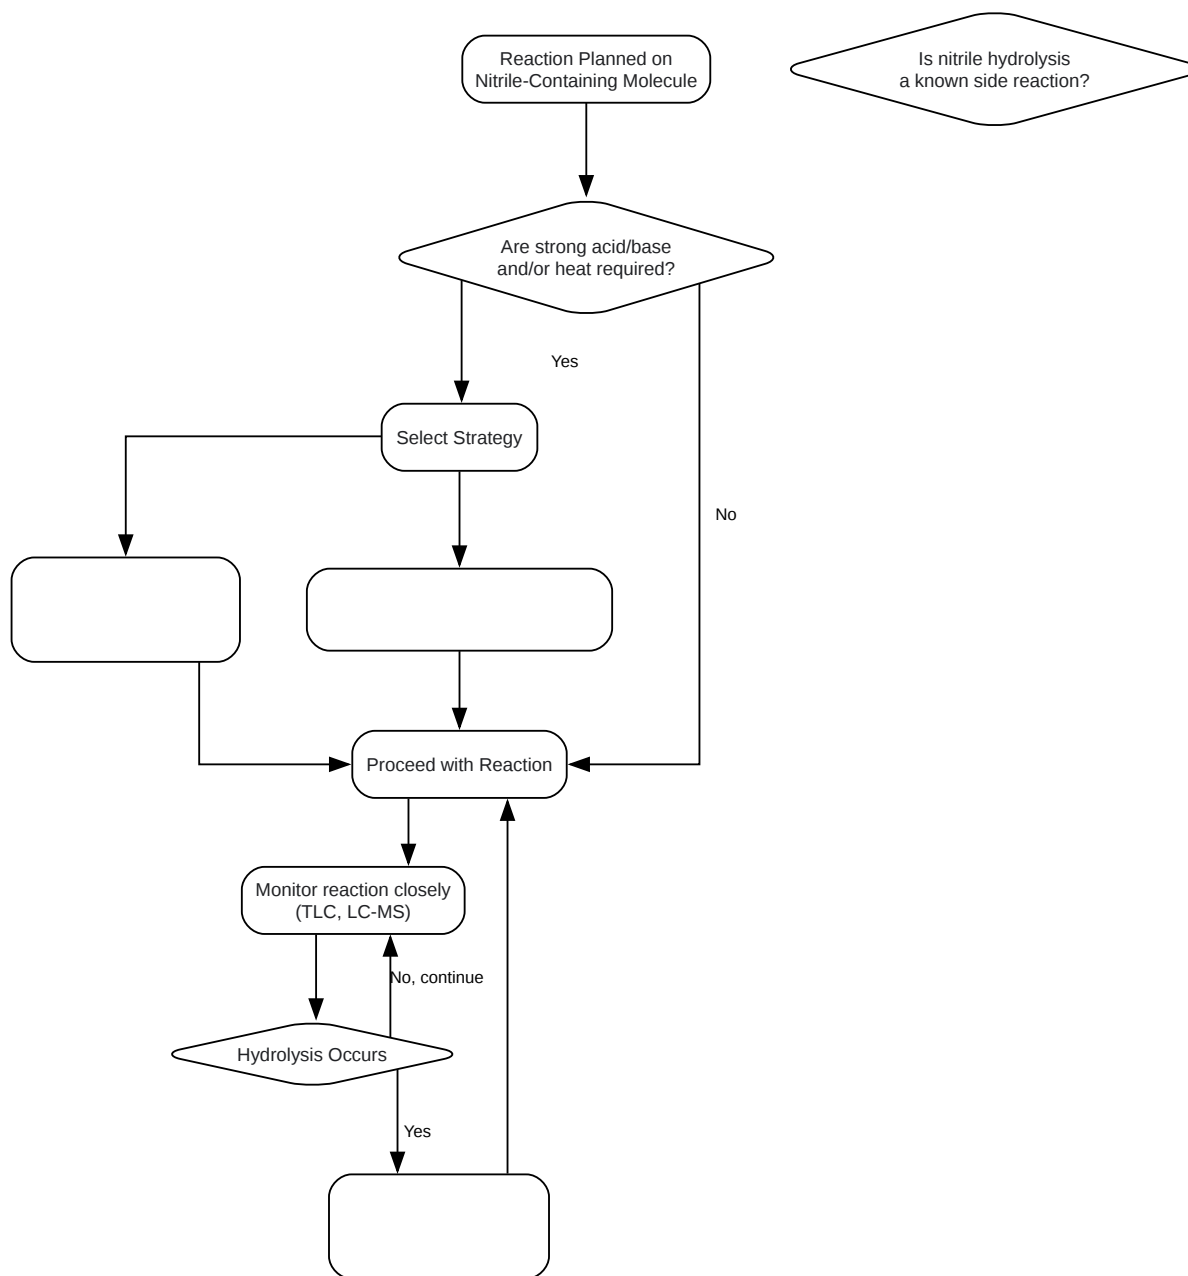 Reaction Planned on
Nitrile-Containing Molecule
Is nitrile hydrolysis
a known side reaction?
Are strong acid/base
and/or heat required?
Yes
Select Strategy
No
Proceed with Reaction
Monitor reaction closely
(TLC, LC-MS)
No, continue
Hydrolysis Occurs
Yes